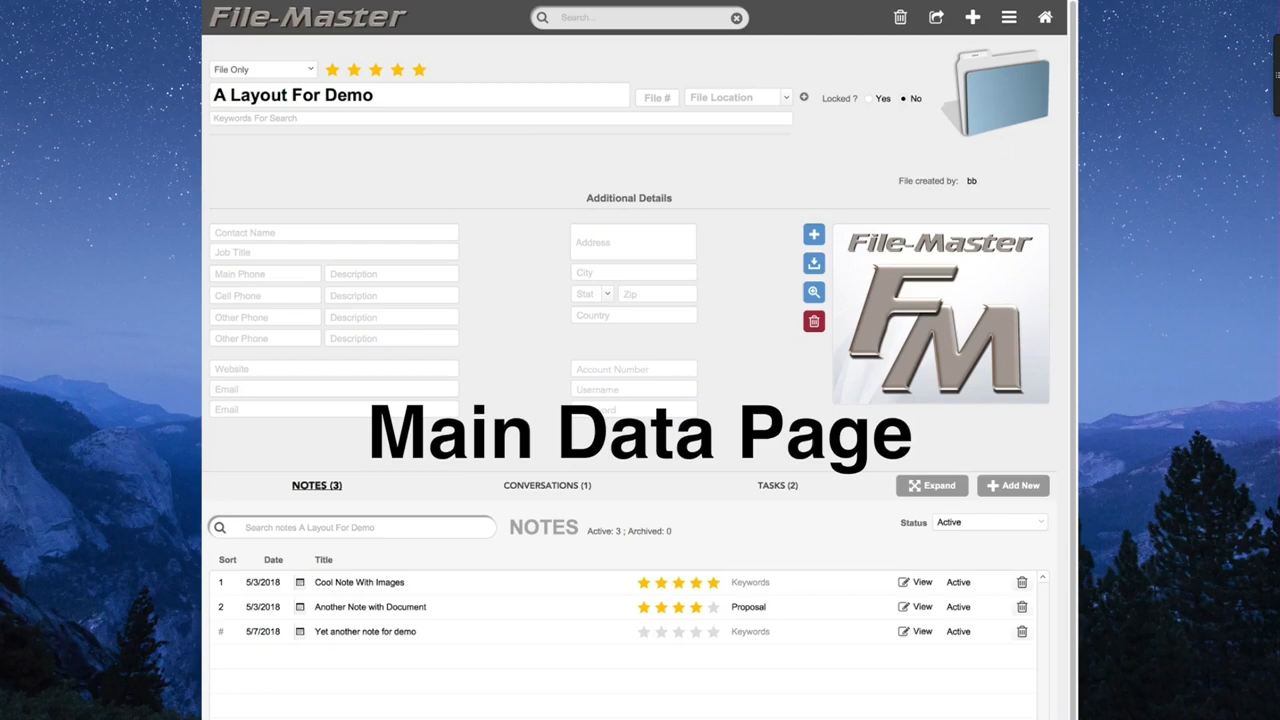 File-Master
Search...
File Only
A Layout For Demo
File #
File Location
Locked ?
Yes
No
Keywords For Search
File created by: bb
Additional Details
Contact Name
Job Title
Main Phone
Description
Cell Phone
Description
Other Phone
Description
Other Phone
Description
Website
Email
Email
Address
City
Stat
Zip
Country
Account Number
Username
File-Master
FM
Main Data Page
NOTES (3)
CONVERSATIONS (1)
TASKS (2)
Expand
Add New
Search notes A Layout For Demo
NOTES Active: 3 ; Archived: 0
Status
Active
Sort Date Title
1 5/3/2018 Cool Note With Images Keywords View Active
2 5/3/2018 Another Note with Document Proposal View Active
# 5/7/2018 Yet another note for demo Keywords View Active